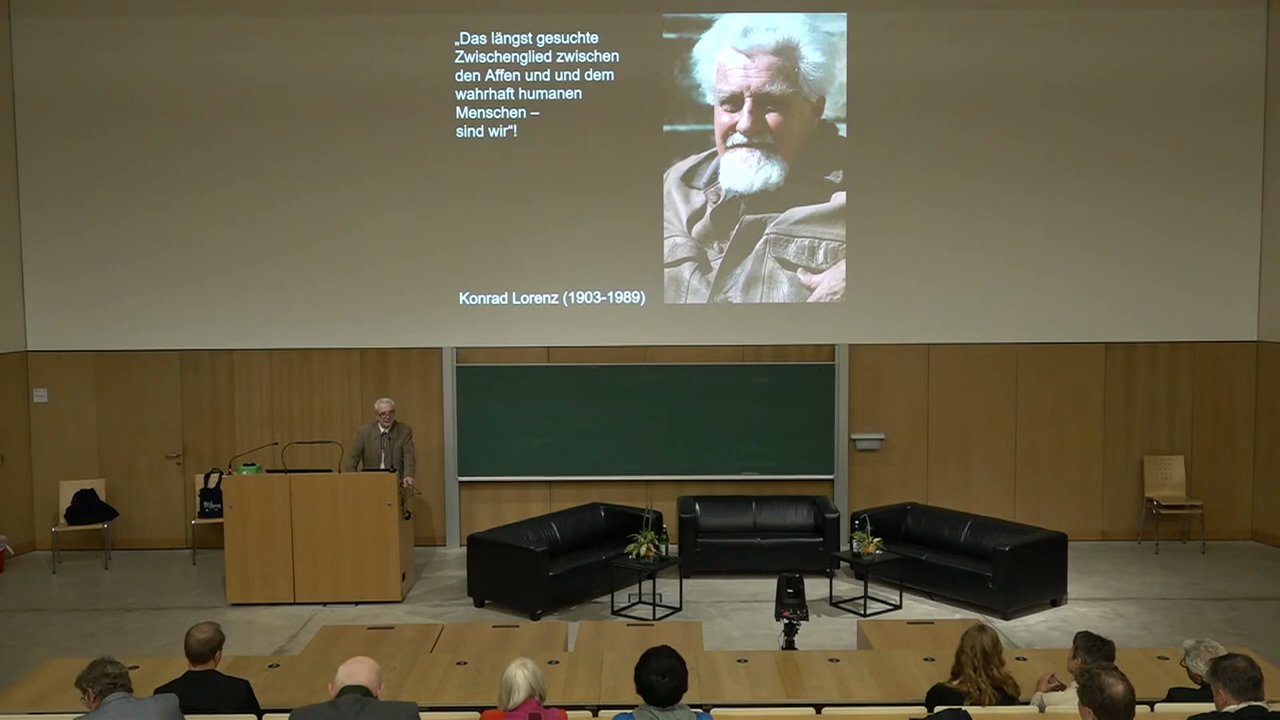 „Das längst gesuchte
Zwischenglied zwischen
den Affen und und dem
wahrhaft humanen
Menschen –
sind wir“!
Konrad Lorenz (1903-1989)